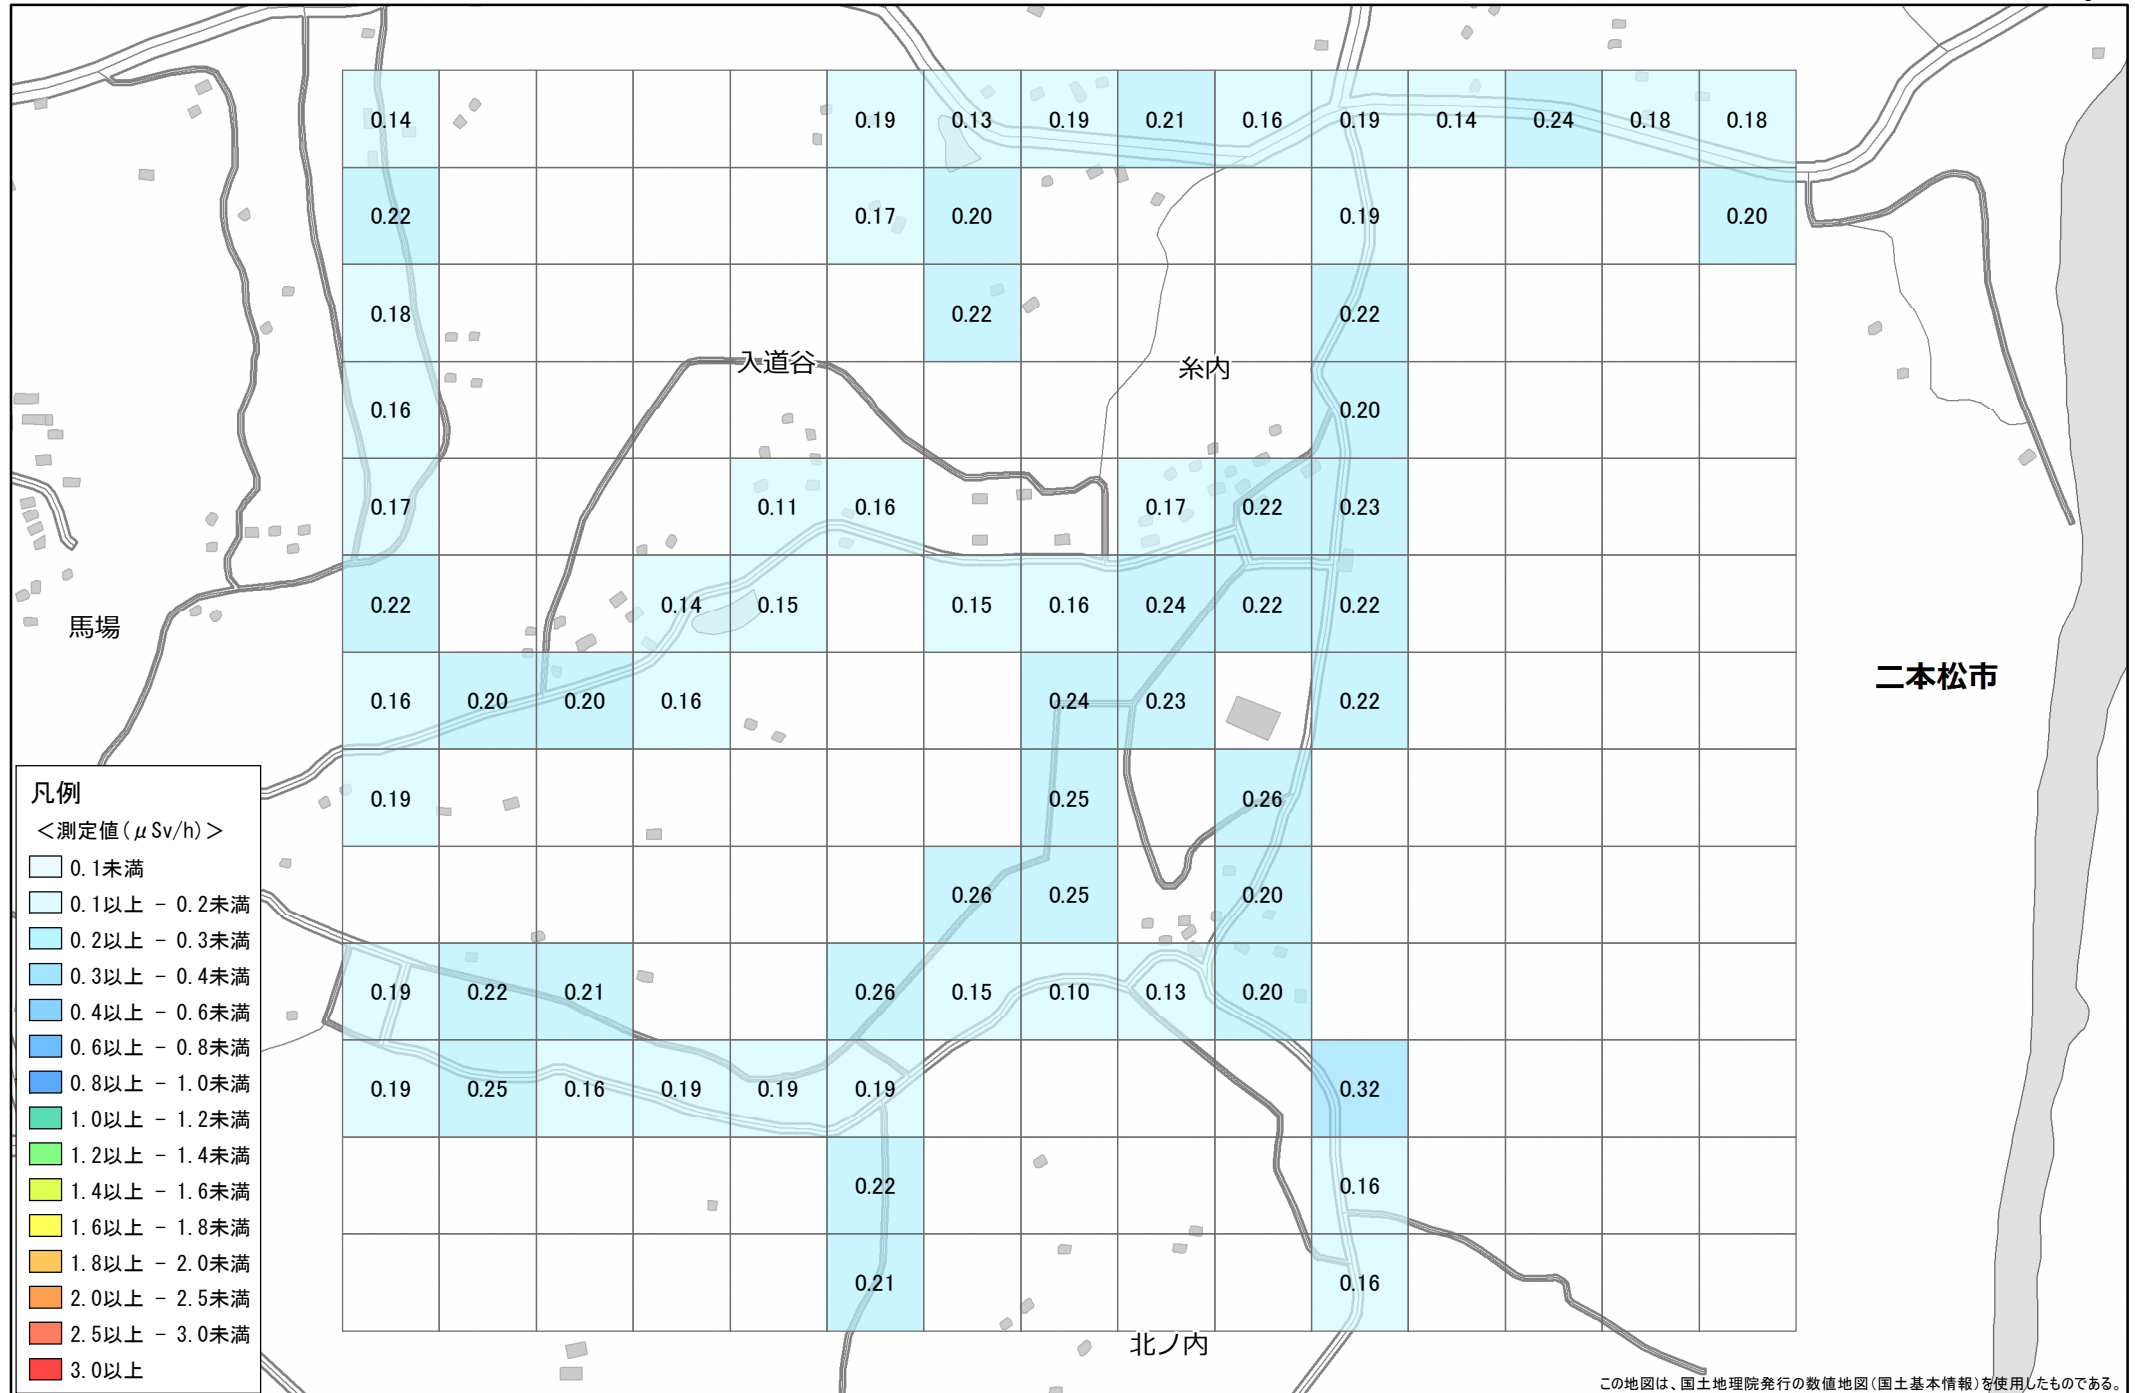 0.14 0.19 0.13 0.19 0.21 0.16 0.19 0.14 0.24 0.18 0.18
0.22 0.17 0.20 0.19 0.20
0.18 0.22 0.22
入道谷 糸内
0.16 0.20
0.17 0.11 0.16 0.17 0.22 0.23
0.22 0.14 0.15 0.15 0.16 0.24 0.22 0.22
馬場
二本松市
0.16 0.20 0.20 0.16 0.24 0.23 0.22
0.19 0.25 0.26
0.26 0.25 0.20
0.19 0.22 0.21 0.26 0.15 0.10 0.13 0.20
0.19 0.25 0.16 0.19 0.19 0.19 0.32
0.22 0.16
0.21 0.16
北ノ内
凡例
＜測定値(μSv/h)＞
0.1未満
0.1以上 － 0.2未満
0.2以上 － 0.3未満
0.3以上 － 0.4未満
0.4以上 － 0.6未満
0.6以上 － 0.8未満
0.8以上 － 1.0未満
1.0以上 － 1.2未満
1.2以上 － 1.4未満
1.4以上 － 1.6未満
1.6以上 － 1.8未満
1.8以上 － 2.0未満
2.0以上 － 2.5未満
2.5以上 － 3.0未満
3.0以上
この地図は、国土地理院発行の数値地図(国土基本情報)を使用したものである。